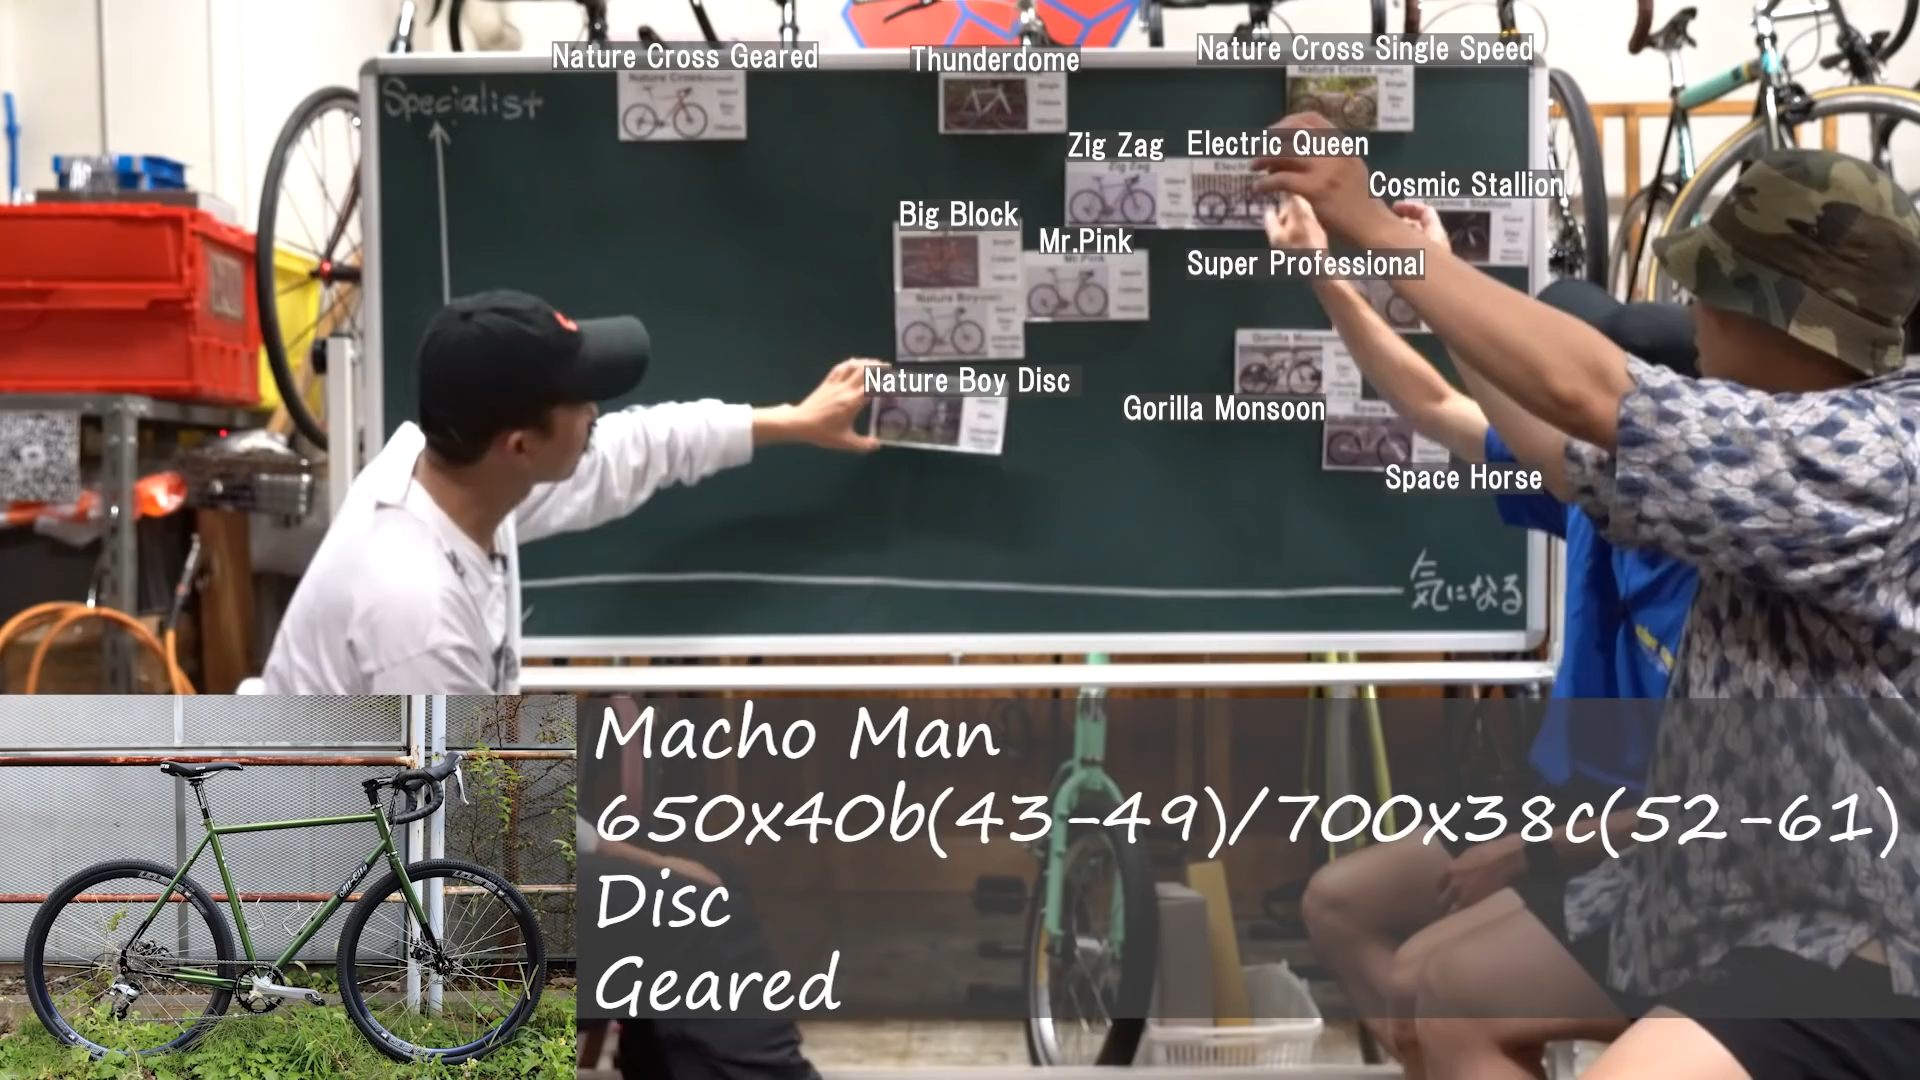 Nature Cross Geared
Thunderdome
Nature Cross Single Speed
Specialist
Zig Zag
Electric Queen
Cosmic Stallion
Big Block
Mr.Pink
Super Professional
Nature Boy Disc
Gorilla Monsoon
Space Horse
気になる
Macho Man
650x40b(43-49)/700x38c(52-61)
Disc
Geared